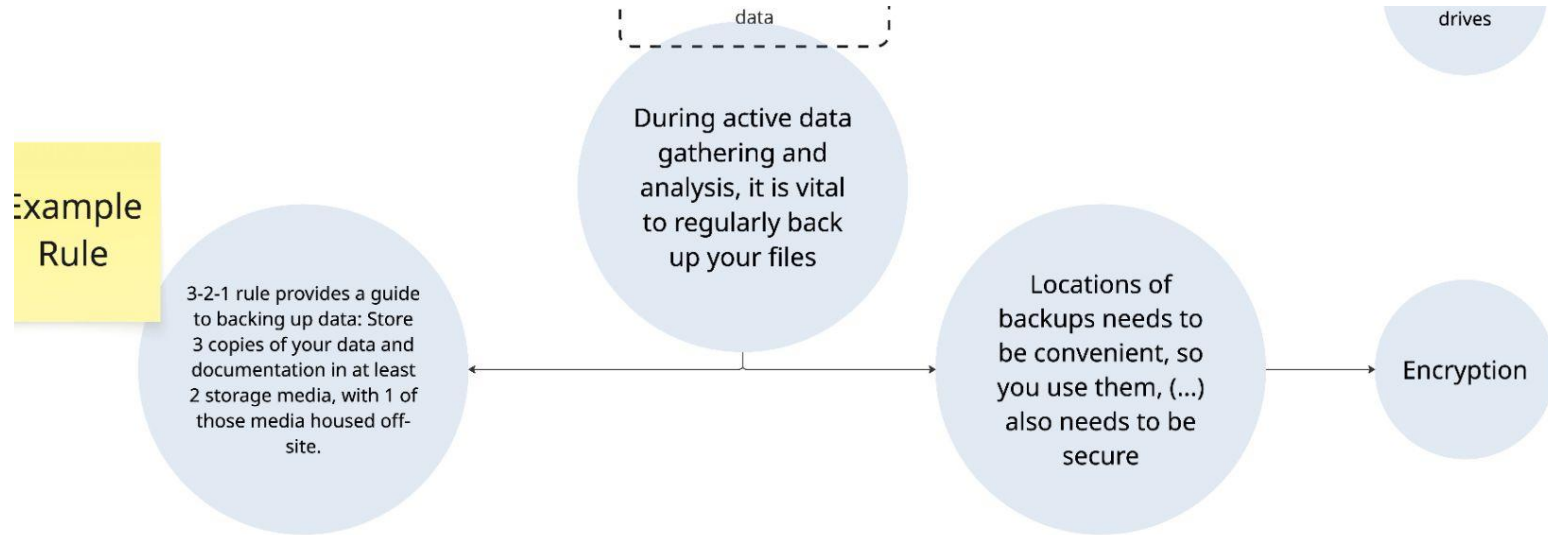 data
drives
During active data
gathering and
analysis, it is vital
to regularly back
up your files
Example
Rule
3-2-1 rule provides a guide
to backing up data: Store
3 copies of your data and
documentation in at least
2 storage media, with 1 of
those media housed off-
site.
Locations of
backups needs to
be convenient, so
you use them, (...)
also needs to be
secure
Encryption